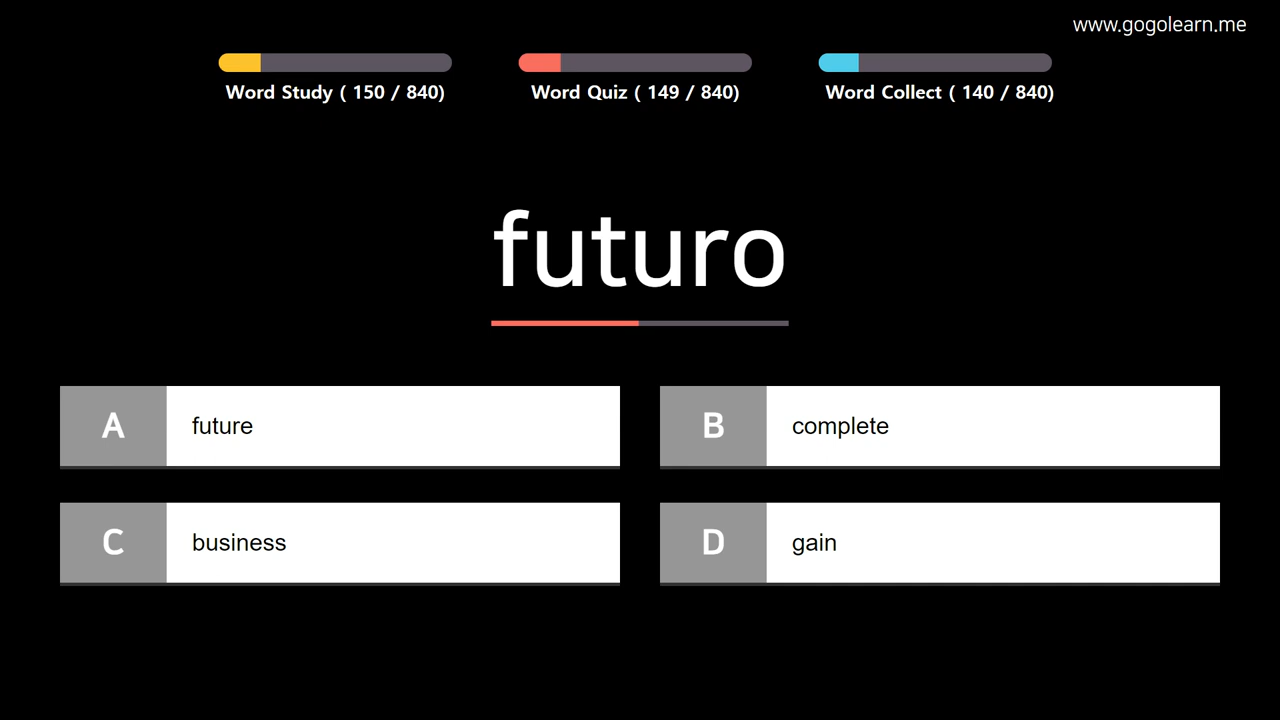 www.gogolearn.me
Word Study ( 150 / 840)
Word Quiz ( 149 / 840)
Word Collect ( 140 / 840)
futuro
A
future
B
complete
C
business
D
gain